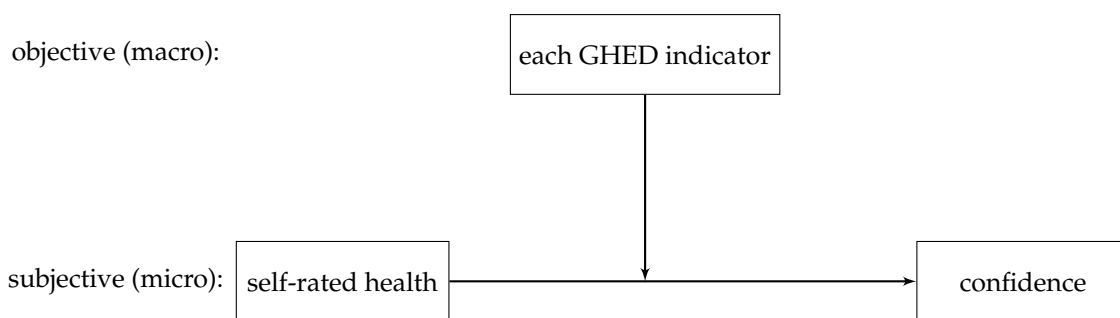 objective (macro):
each GHED indicator
subjective (micro):
self-rated health
confidence